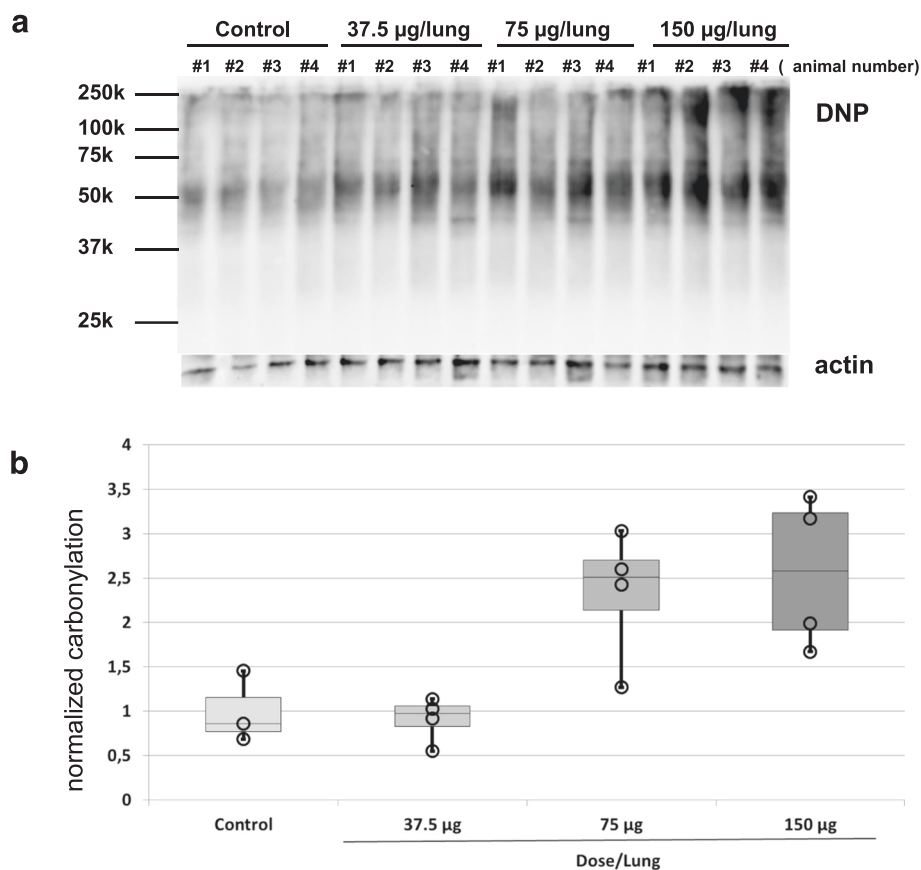 a
Control 37.5 µg/lung 75 µg/lung 150 µg/lung
#1 #2 #3 #4 #1 #2 #3 #4 #1 #2 #3 #4 #1 #2 #3 #4 ( animal number)
250k
DNP
100k
75k
50k
37k
25k
actin
b
normalized carbonylation
4
3,5
3
2,5
2
1,5
1
0,5
0
Control 37.5 µg 75 µg 150 µg
Dose/Lung